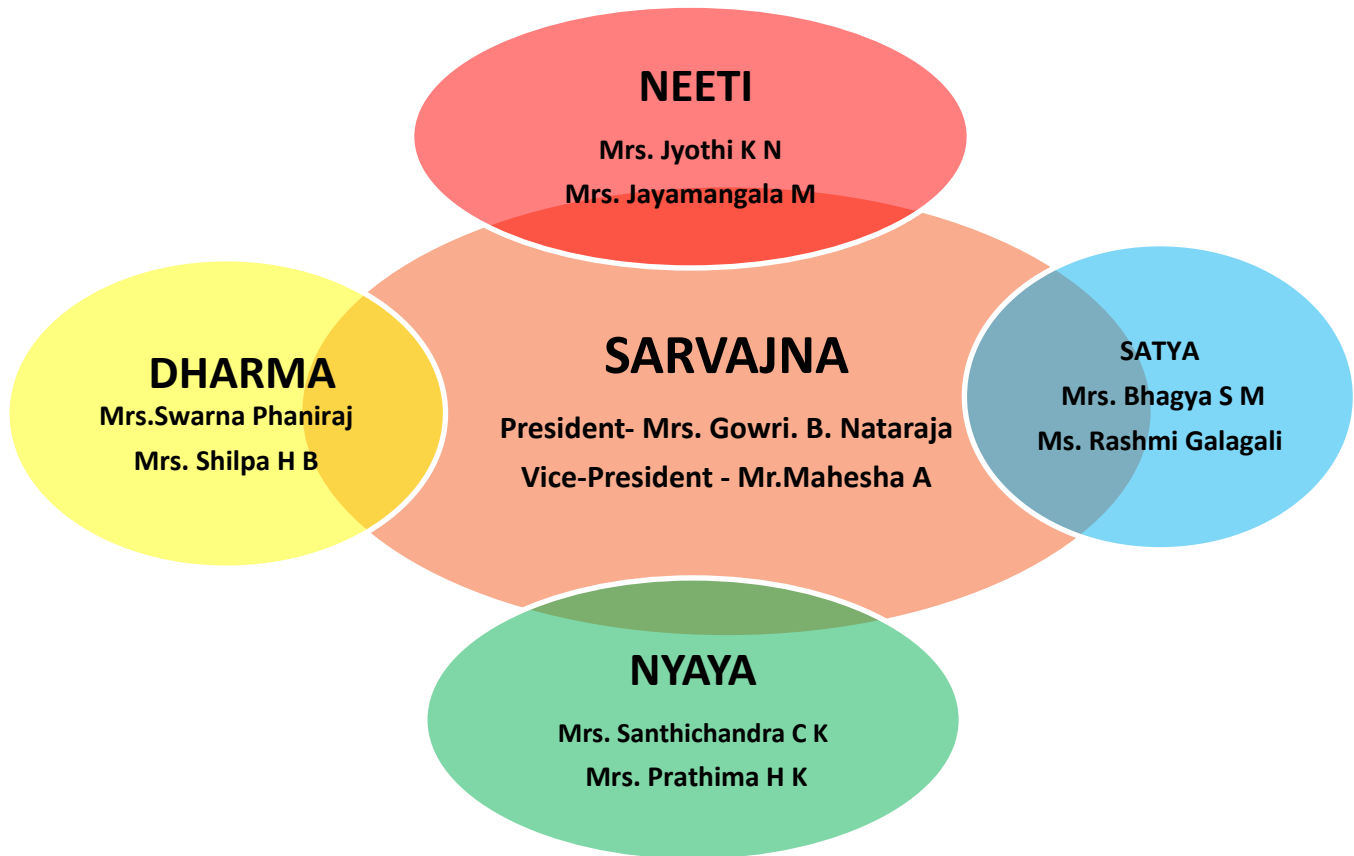 NEETI
Mrs. Jyothi K N
Mrs. Jayamangala M
DHARMA
Mrs.Swarna Phaniraj
Mrs. Shilpa H B
SARVAJNA
President- Mrs. Gowri. B. Nataraja
Vice-President - Mr.Mahesha A
SATYA
Mrs. Bhagya S M
Ms. Rashmi Galagali
NYAYA
Mrs. Santhichandra C K
Mrs. Prathima H K